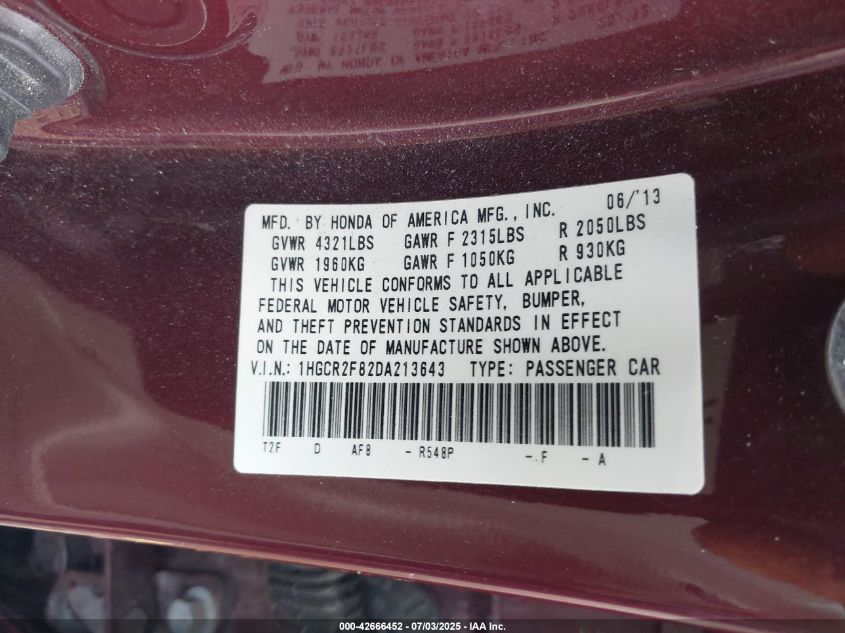 MFD. BY HONDA OF AMERICA MFG., INC. 06/'13
GVWR 4321LBS GAWR F 2315LBS R 2050LBS
GVWR 1960KG GAWR F 1050KG R 930KG
THIS VEHICLE CONFORMS TO ALL APPLICABLE
FEDERAL MOTOR VEHICLE SAFETY, BUMPER,
AND THEFT PREVENTION STANDARDS IN EFFECT
ON THE DATE OF MANUFACTURE SHOWN ABOVE.
V.I.N.: 1HGCR2F82DA213643 TYPE: PASSENGER CAR
T2F D AF8 - R548P -.F - A
000-42666452 - 07/03/2025 - IAA Inc.